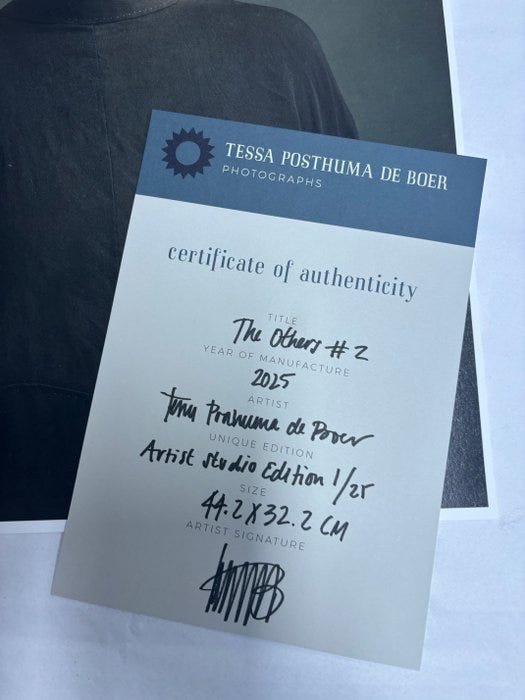 TESSA POSTHUMA DE BOER
PHOTOGRAPHS
certificate of authenticity
TITLE
The Others #2
YEAR OF MANUFACTURE
2025
ARTIST
Tessa Posthuma de Boer
UNIQUE EDITION
Artist studio Edition 1/25
SIZE
44.2 X 32.2 CM
ARTIST SIGNATURE